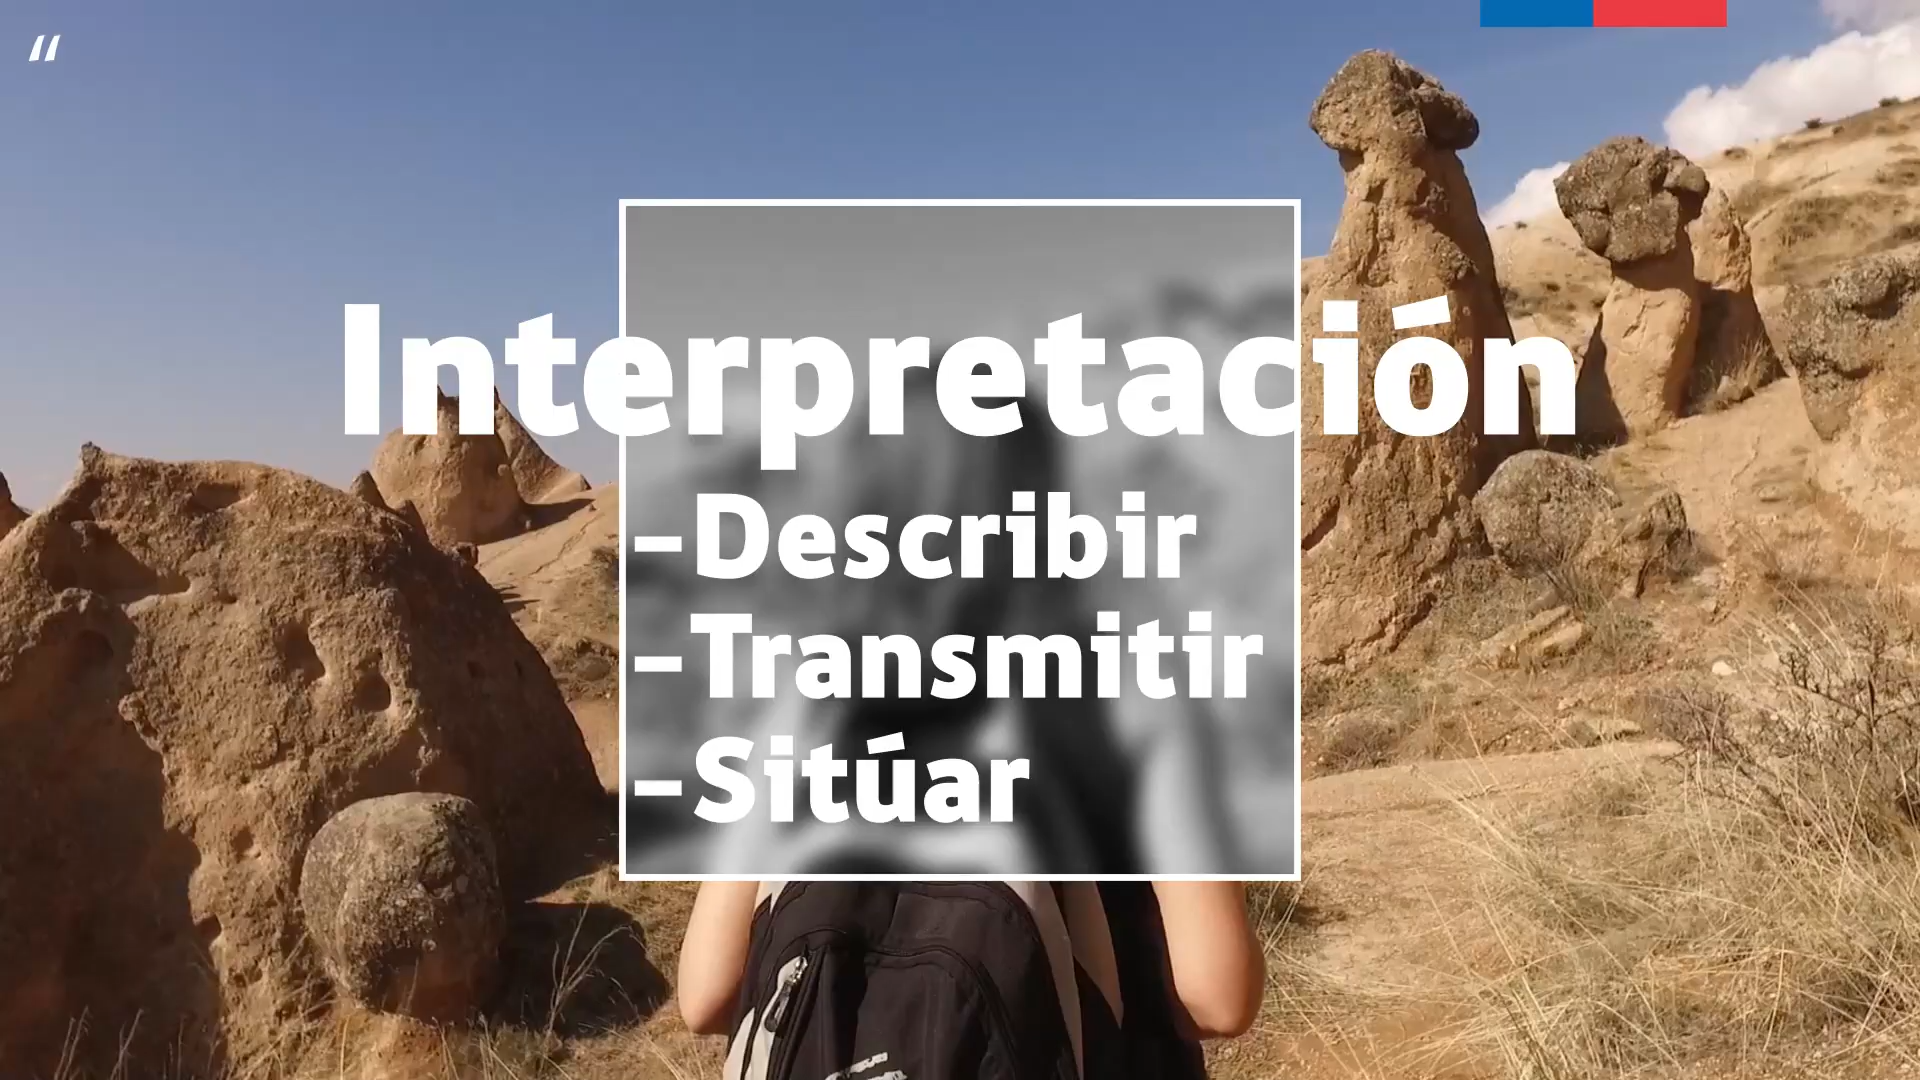 “
Interpretación
-Describir
-Transmitir
-Sitúar